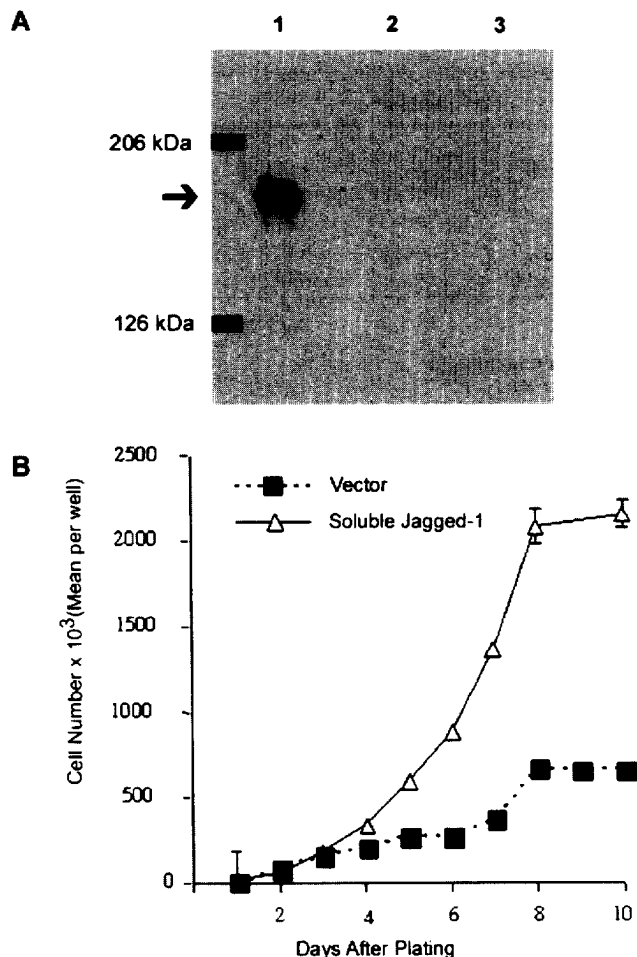 A
1 2 3
206 kDa
126 kDa
B
2500
2000
1500
1000
500
0
Cell Number x 10³(Mean per well)
Vector
Soluble Jagged-1
2 4 6 8 10
Days After Plating